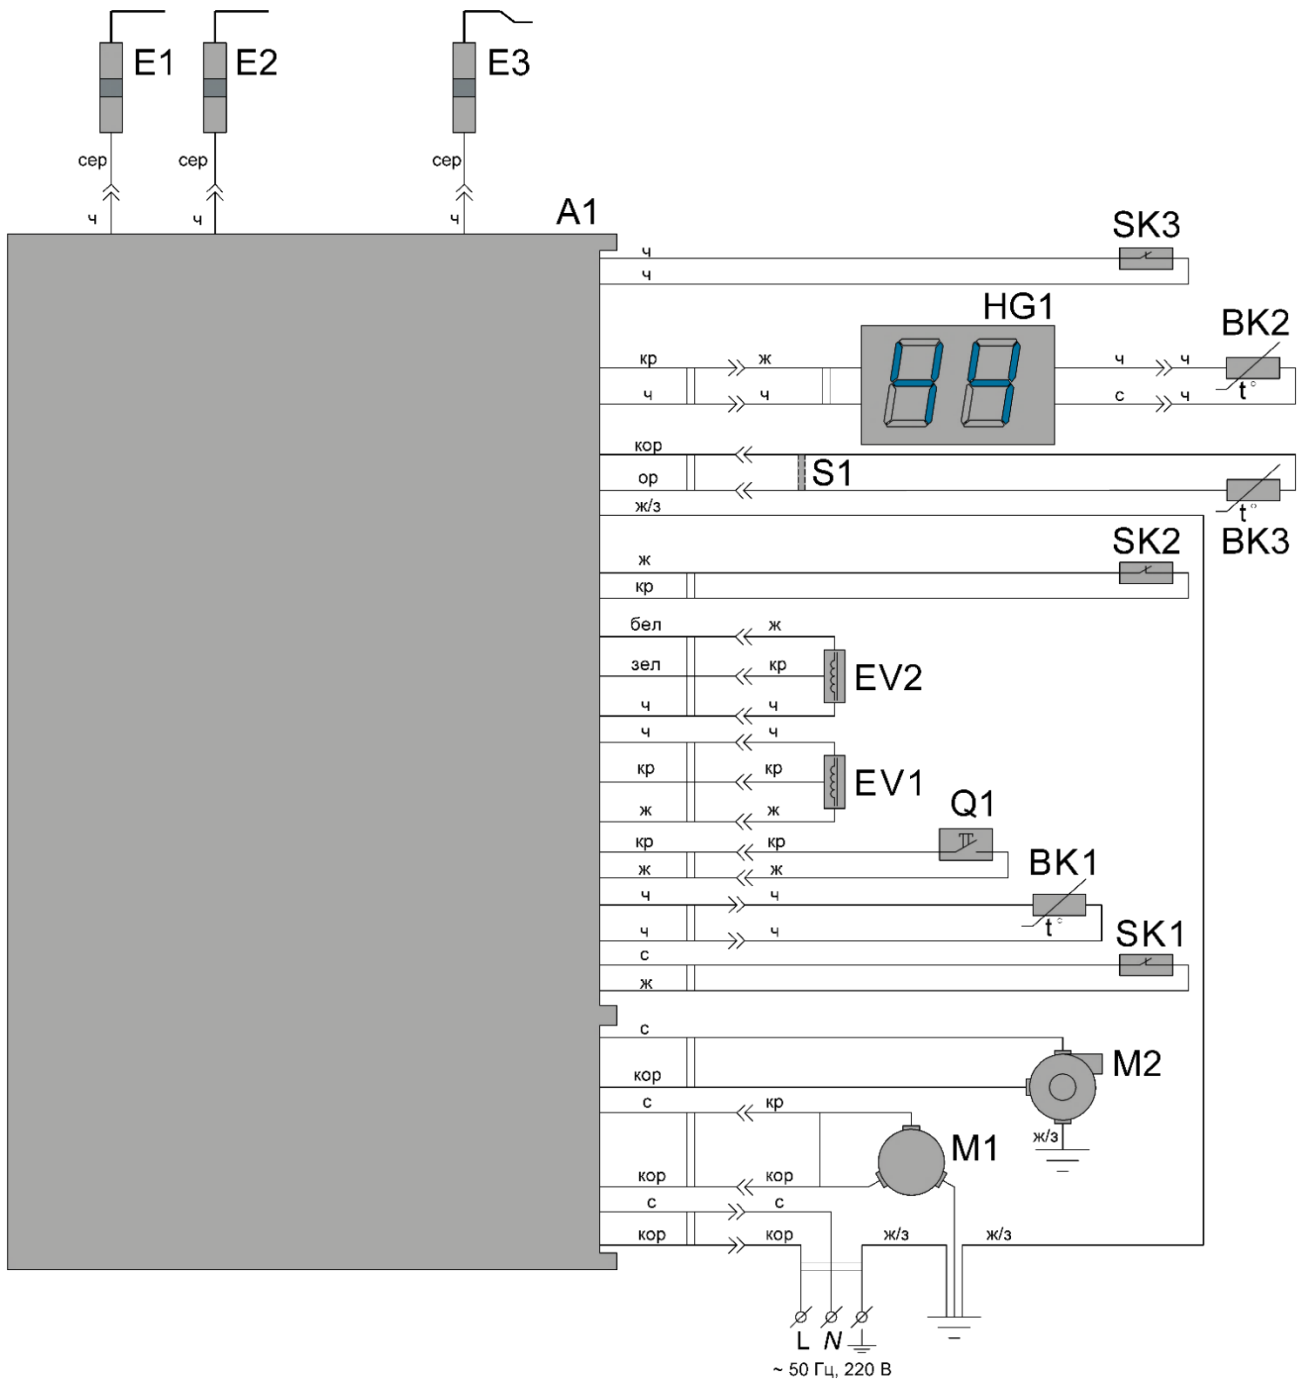 E1 E2 E3
сер сер сер
ч ч ч
A1
SK3
ч
ч
HG1
BK2
кр ж ч ч
44
t°
ч ч с ч
кор
S1
ор
t°
ж/з
SK2 BK3
ж
кр
бел ж
зел кр EV2
ч ч
ч ч
кр кр EV1
Q1
ж ж
кр кр
BK1
ж ж
ч ч
t°
SK1
ч ч
с
ж
с
M2
кор
с кр
ж/з
M1
кор кор
с с
кор кор ж/з ж/з
L N
~ 50 Гц, 220 В